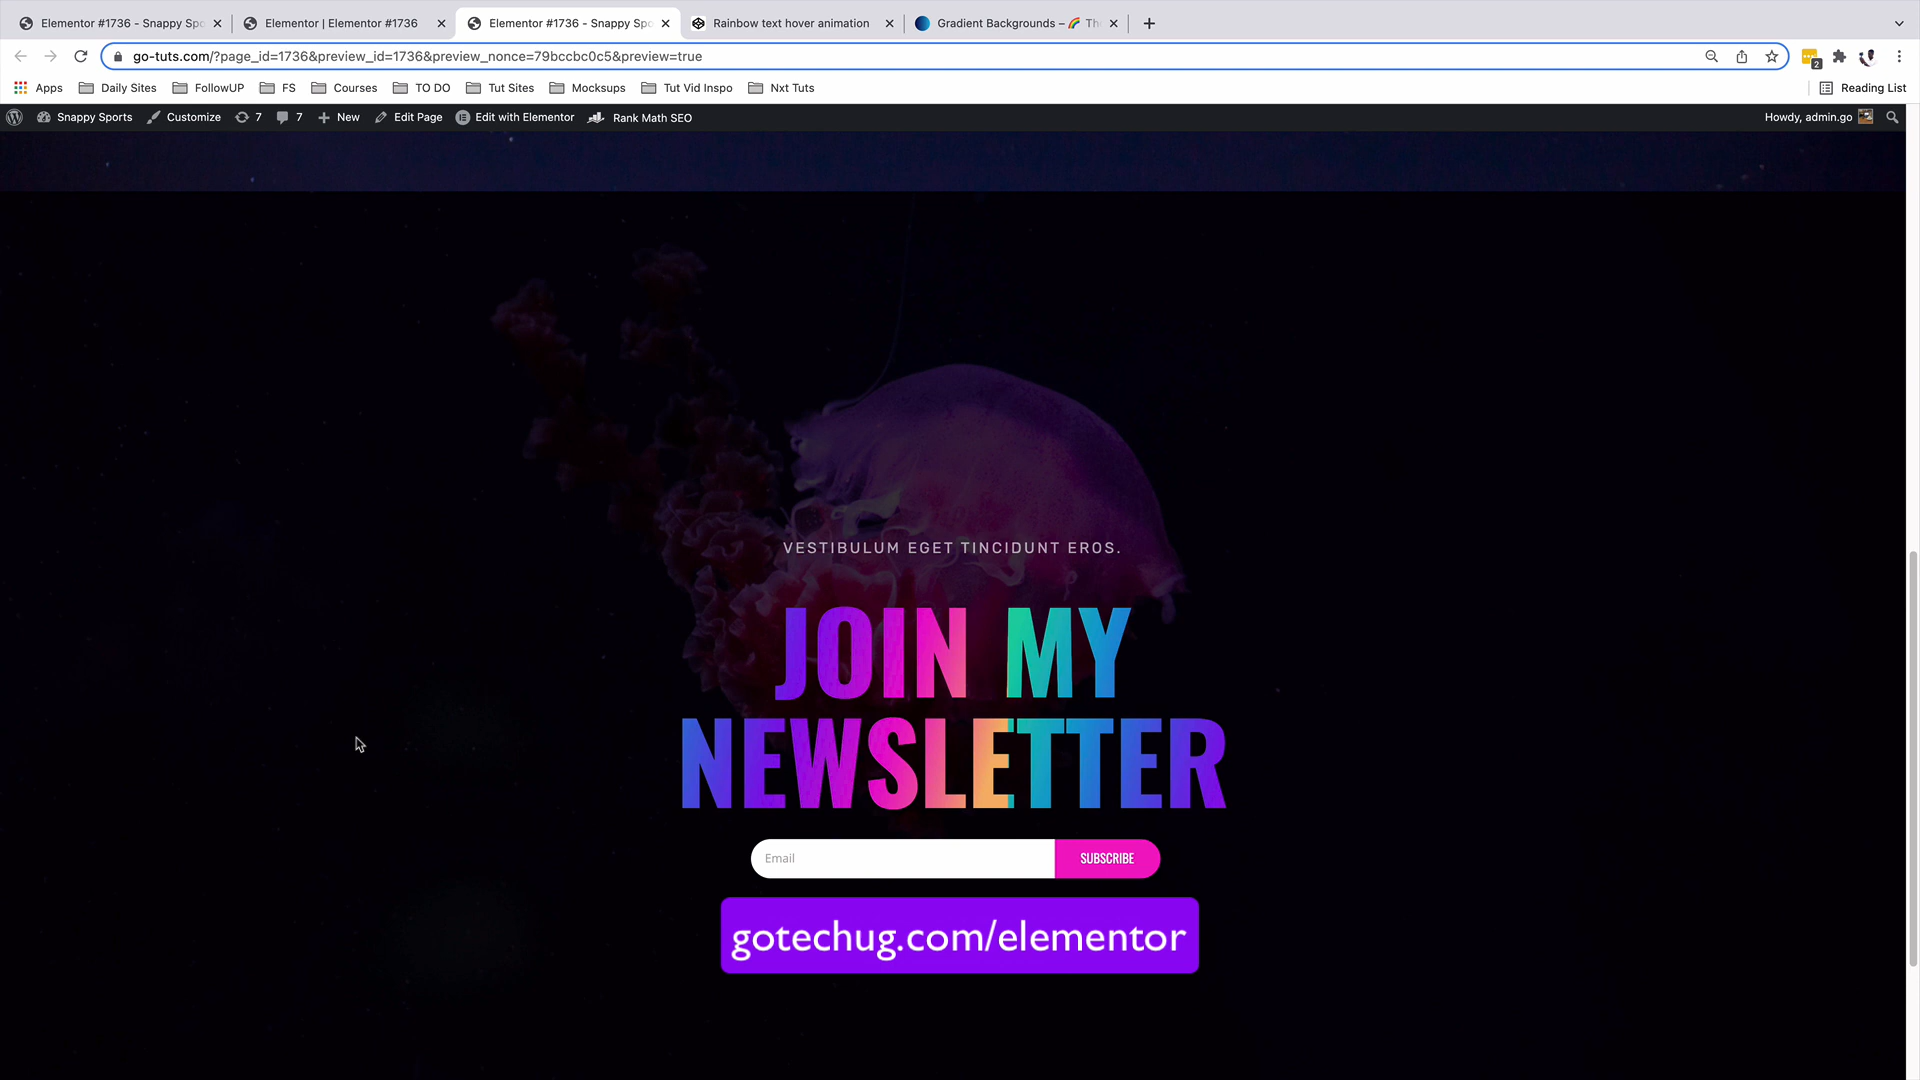 Elementor #1736 - Snappy Spo
Elementor | Elementor #1736
Elementor #1736 - Snappy Spo
Rainbow text hover animation
Gradient Backgrounds – 🌈 Th
go-tuts.com/?page_id=1736&preview_id=1736&preview_nonce=79bccbc0c5&preview=true
2
Apps
Daily Sites
FollowUP
FS
Courses
TO DO
Tut Sites
Mocksups
Tut Vid Inspo
Nxt Tuts
Reading List
Snappy Sports
Customize
7
7
New
Edit Page
Edit with Elementor
Rank Math SEO
Howdy, admin.go
VESTIBULUM EGET TINCIDUNT EROS.
JOIN MY
NEWSLETTER
Email
SUBSCRIBE
gotechug.com/elementor